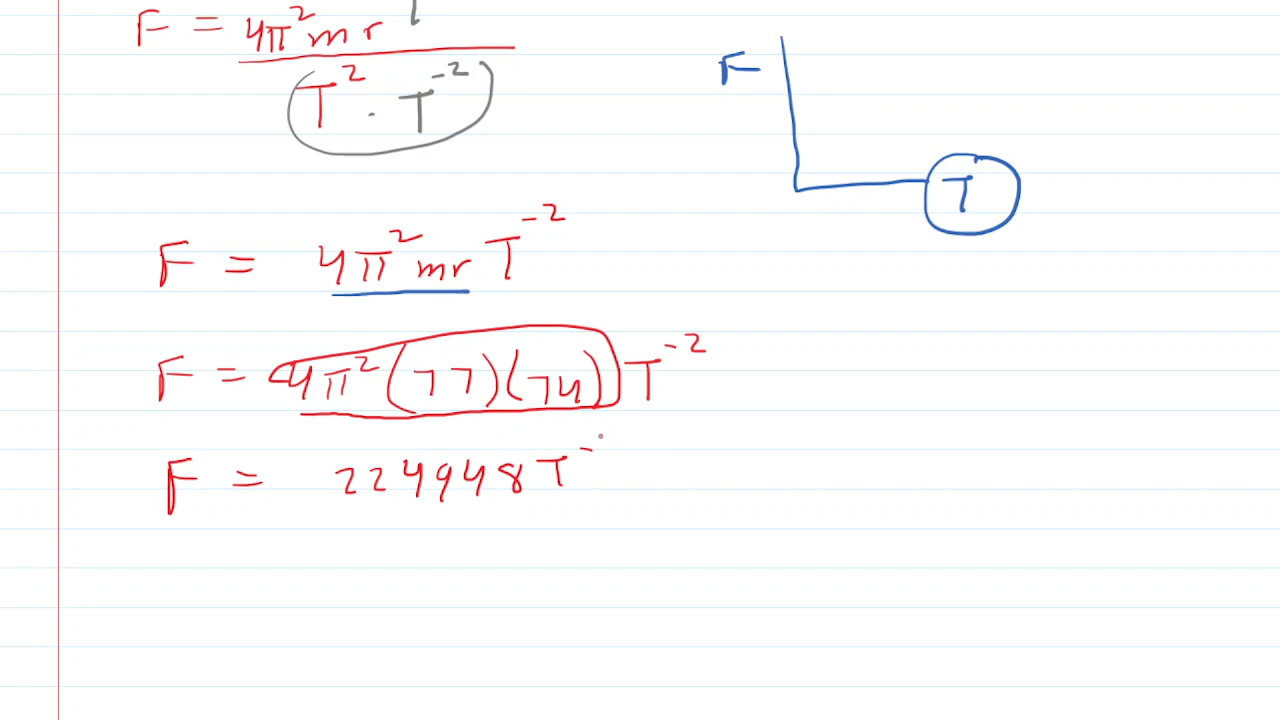 F = 4π²mr
T² · T⁻²
F
T
F = 4π²mr T⁻²
F = 4π²(77)(74) T⁻²
F = 224948 T⁻